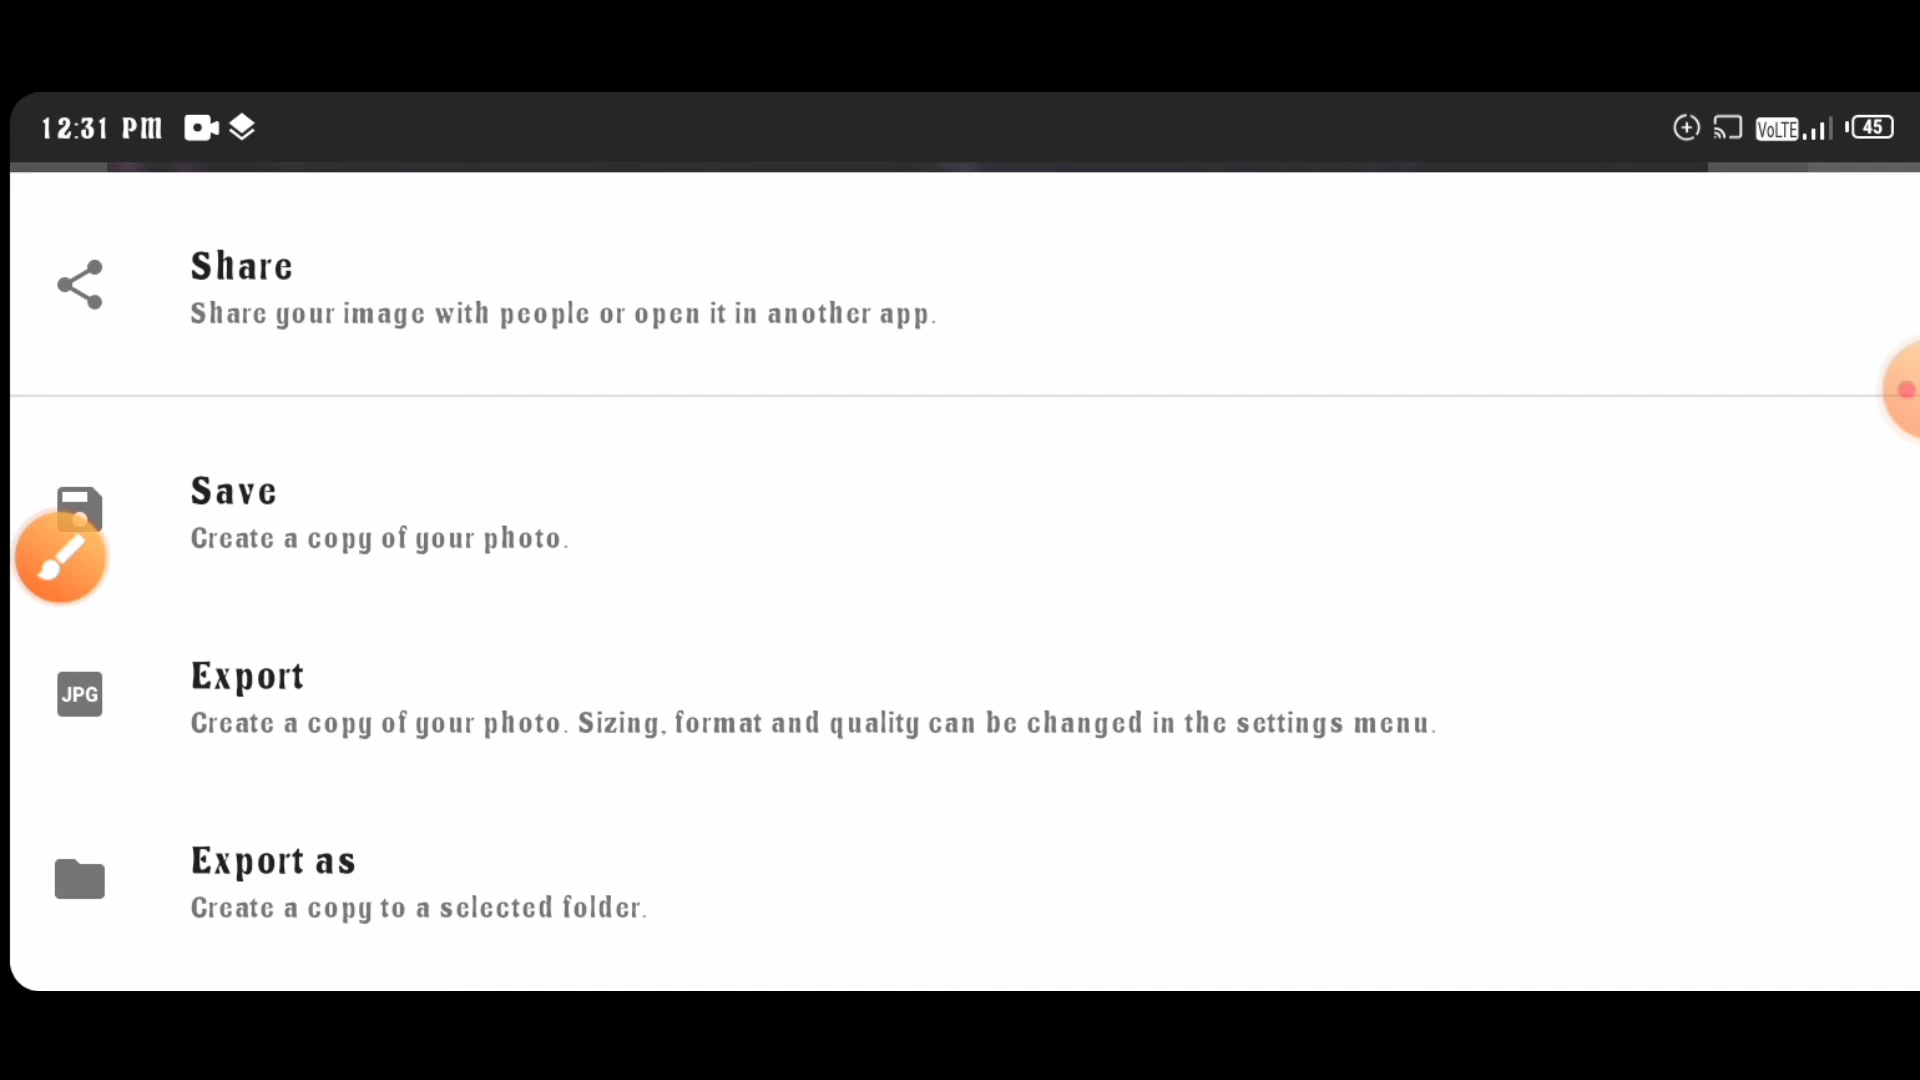 12:31 PM
VoLTE
45
Share
Share your image with people or open it in another app.
Save
Create a copy of your photo.
JPG
Export
Create a copy of your photo. Sizing, format and quality can be changed in the settings menu.
Export as
Create a copy to a selected folder.